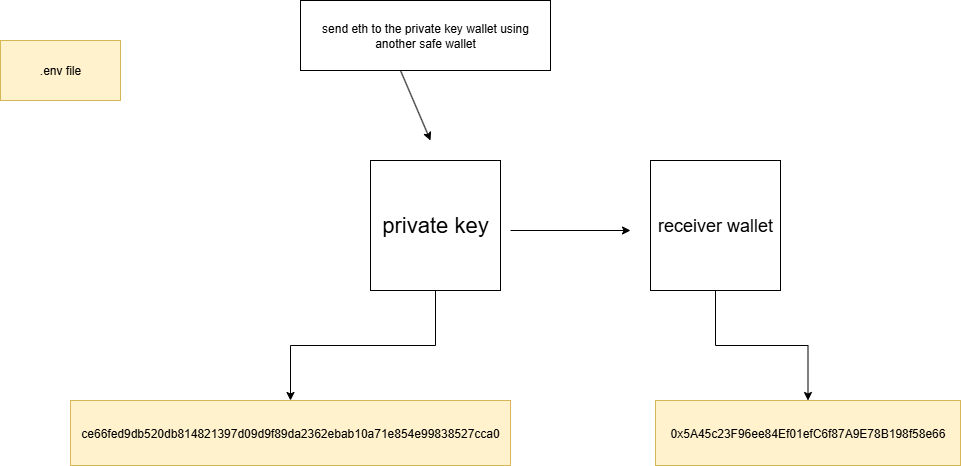 send eth to the private key wallet using
another safe wallet
.env file
private key
receiver wallet
ce66fed9db520db814821397d09d9f89da2362ebab10a71e854e99838527cca0
0x5A45c23F96ee84Ef01efC6f87A9E78B198f58e66